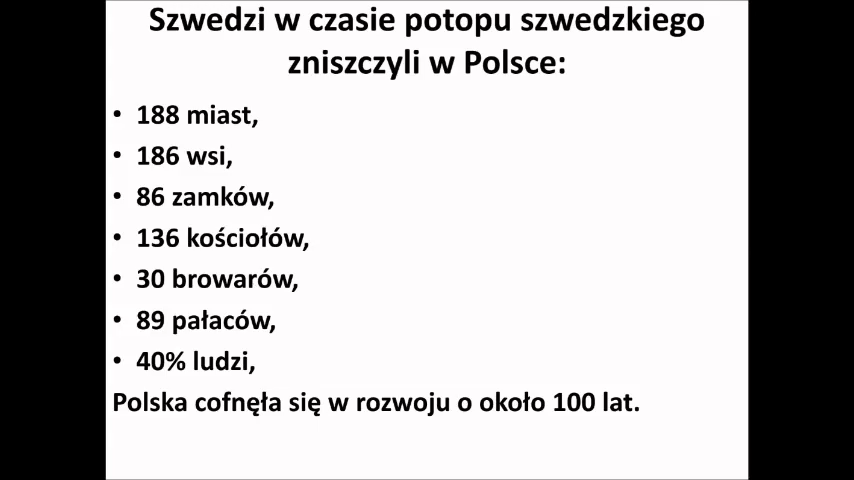 Szwedzi w czasie potopu szwedzkiego
zniszczyli w Polsce:
• 188 miast,
• 186 wsi,
• 86 zamków,
• 136 kościołów,
• 30 browarów,
• 89 pałaców,
• 40% ludzi,
Polska cofnęła się w rozwoju o około 100 lat.